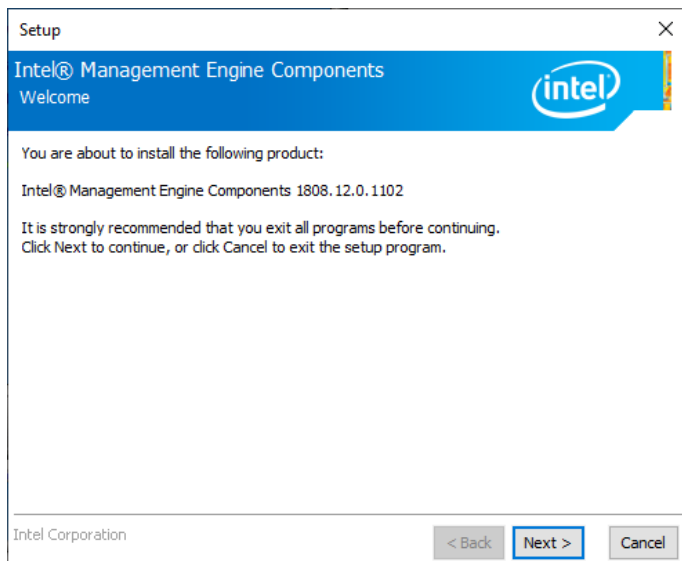 Setup
Intel® Management Engine Components
Welcome
intel
You are about to install the following product:
Intel® Management Engine Components 1808.12.0.1102
It is strongly recommended that you exit all programs before continuing.
Click Next to continue, or click Cancel to exit the setup program.
Intel Corporation
< Back Next > Cancel